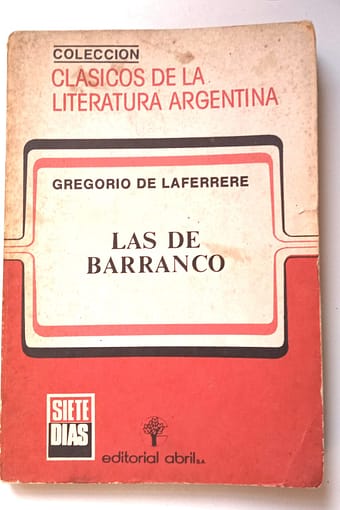 COLECCION
CLASICOS DE LA
LITERATURA ARGENTINA
GREGORIO DE LAFERRERE
LAS DE
BARRANCO
SIETE
DIAS
editorial abril S.A.